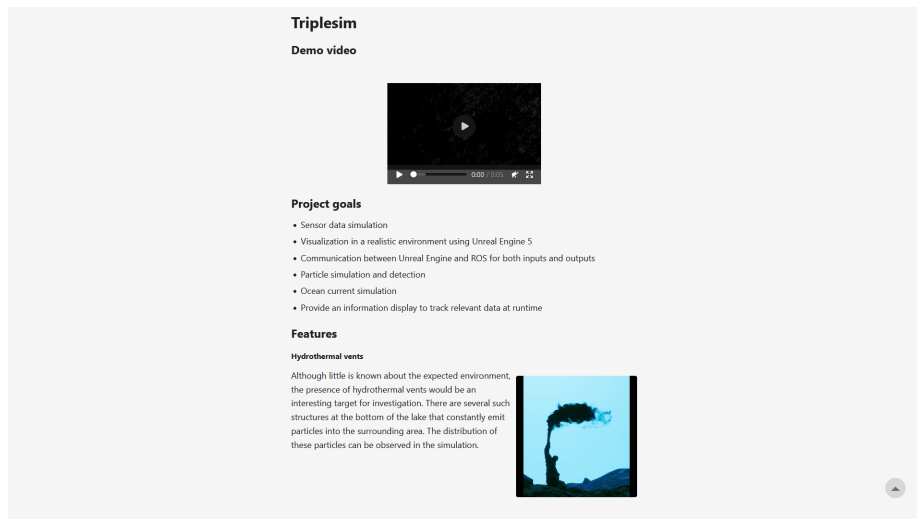 Triplesim
Demo video
0:00 / 0:05
Project goals
• Sensor data simulation
• Visualization in a realistic environment using Unreal Engine 5
• Communication between Unreal Engine and ROS for both inputs and outputs
• Particle simulation and detection
• Ocean current simulation
• Provide an information display to track relevant data at runtime
Features
Hydrothermal vents
Although little is known about the expected environment,
the presence of hydrothermal vents would be an
interesting target for investigation. There are several such
structures at the bottom of the lake that constantly emit
particles into the surrounding area. The distribution of
these particles can be observed in the simulation.